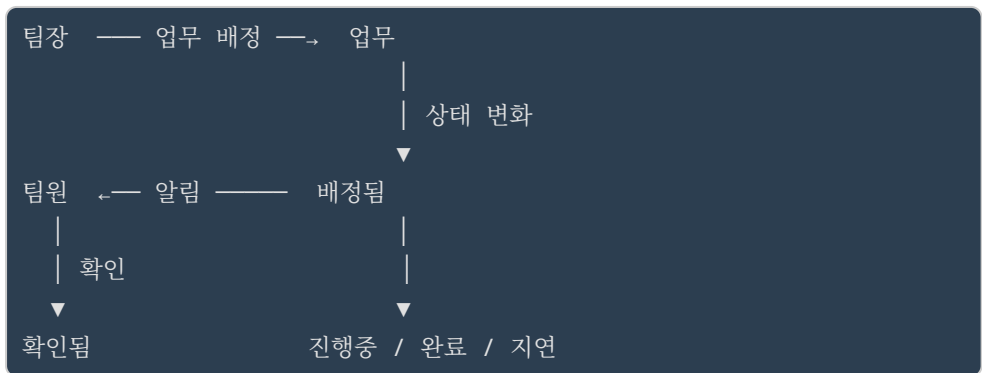 팀장 ── 업무 배정 ──→ 업무
│
│ 상태 변화
▼
팀원 ←── 알림 ──── 배정됨
│ │
│ 확인 │
▼ ▼
확인됨 진행중 / 완료 / 지연